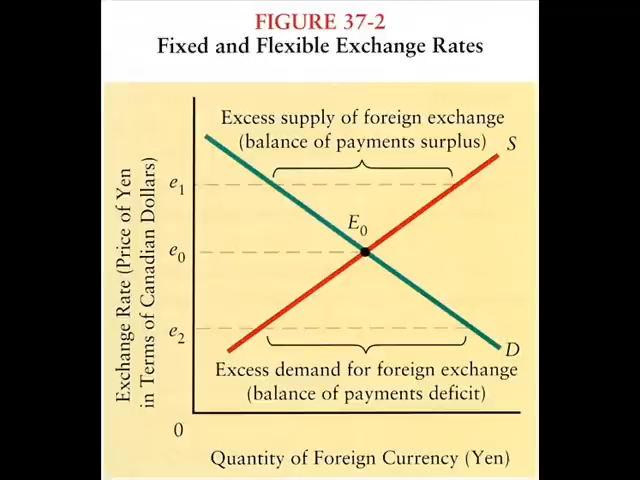 FIGURE 37-2
Fixed and Flexible Exchange Rates
Excess supply of foreign exchange
(balance of payments surplus)
S
e1
E0
e0
e2
D
Excess demand for foreign exchange
(balance of payments deficit)
Exchange Rate (Price of Yen
in Terms of Canadian Dollars)
0
Quantity of Foreign Currency (Yen)